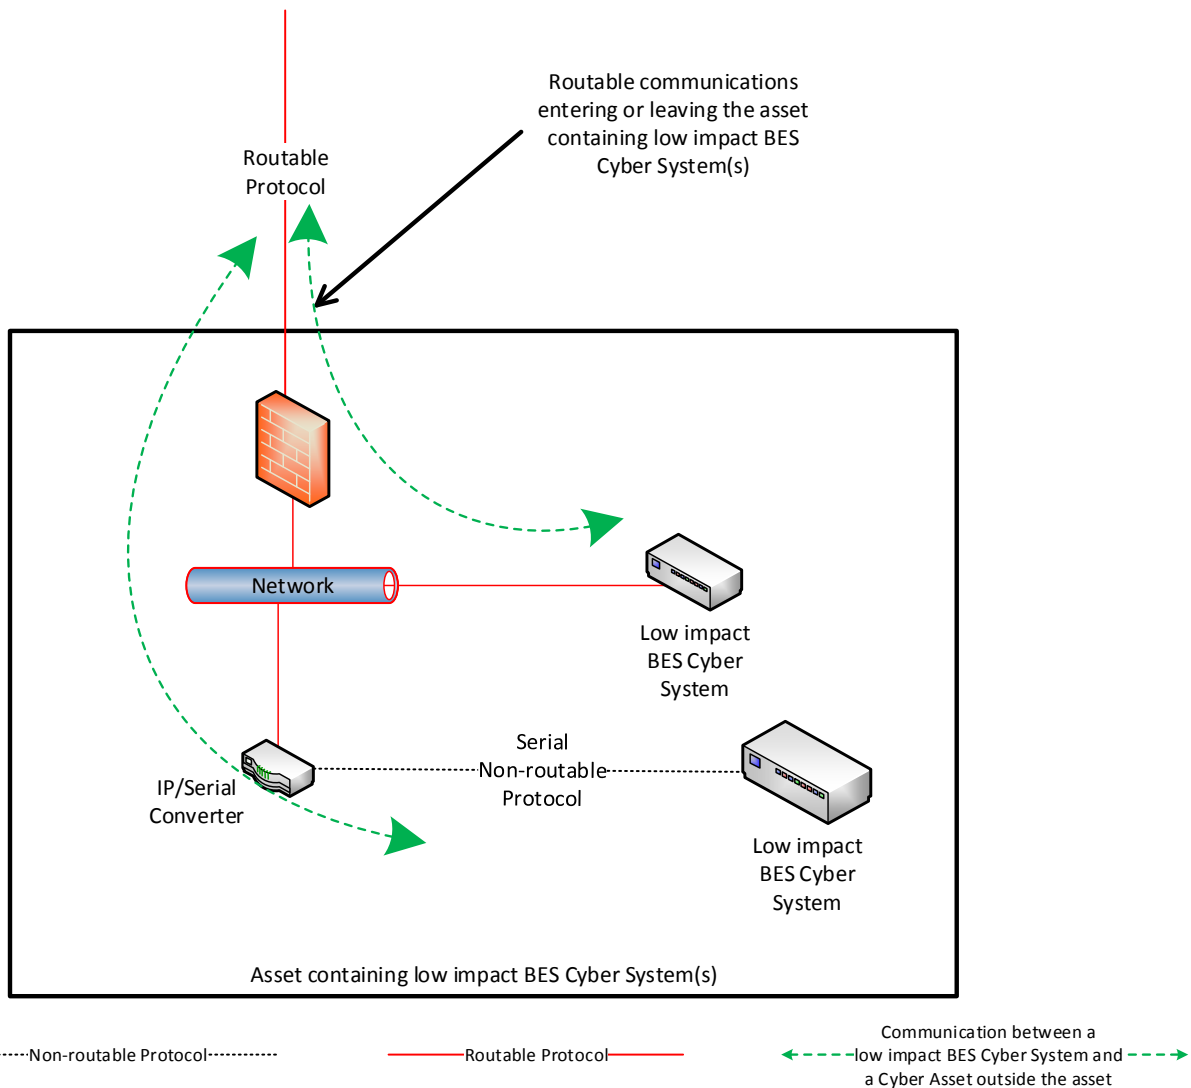 Routable communications
entering or leaving the asset
containing low impact BES
Cyber System(s)
Routable
Protocol
Network
Low impact
BES Cyber
System
Serial
Non-routable
Protocol
IP/Serial
Converter
Low impact
BES Cyber
System
Asset containing low impact BES Cyber System(s)
Non-routable Protocol
Routable Protocol
Communication between a
low impact BES Cyber System and
a Cyber Asset outside the asset